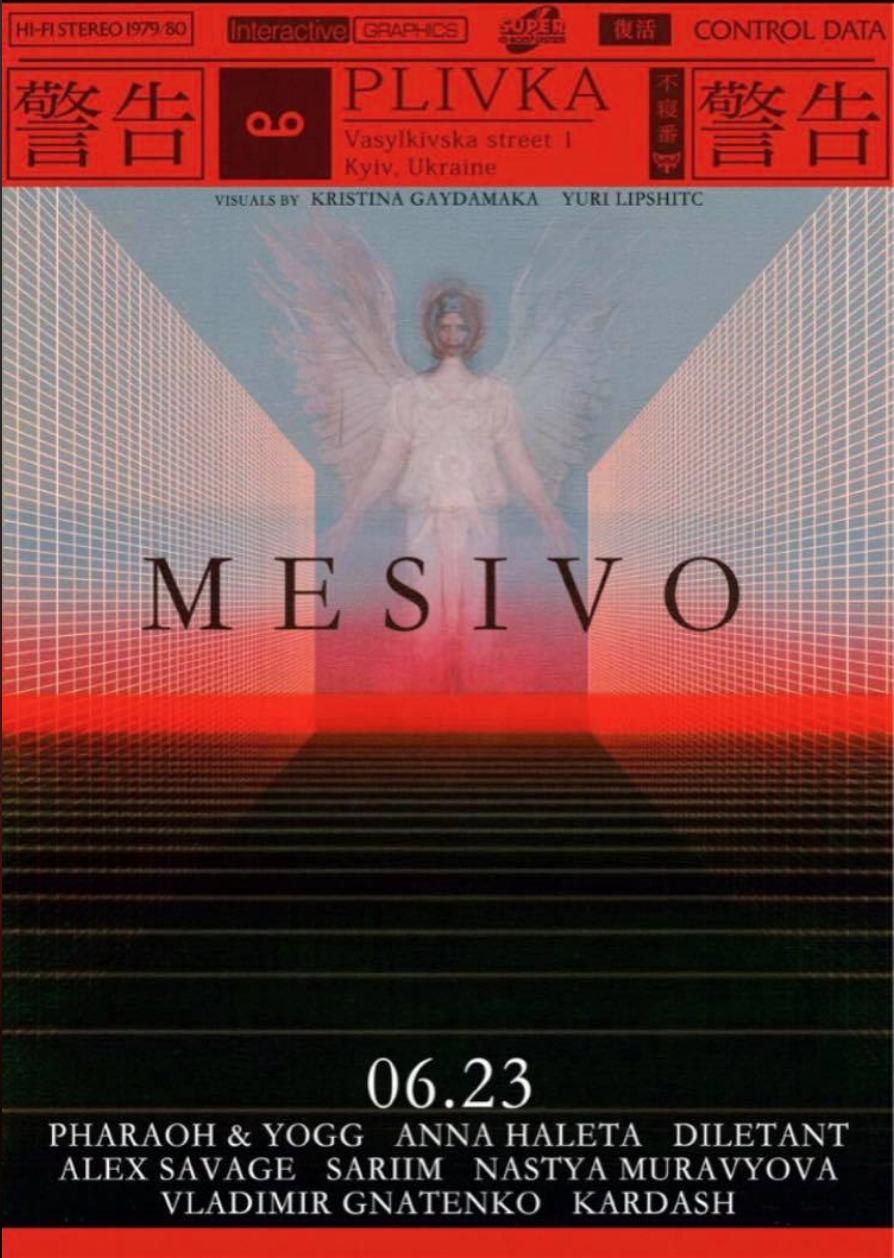 HI-FI STEREO 1979/80 Interactive GRAPHICS SUPER 復活 CONTROL DATA
警告
PLIVKA
Vasylkivska street 1
Kyiv, Ukraine
不寝番
警告
VISUALS BY KRISTINA GAYDAMAKA YURI LIPSHITC
MESIVO
06.23
PHARAOH & YOGG ANNA HALETA DILETANT
ALEX SAVAGE SARIIM NASTYA MURAVYOVA
VLADIMIR GNATENKO KARDASH